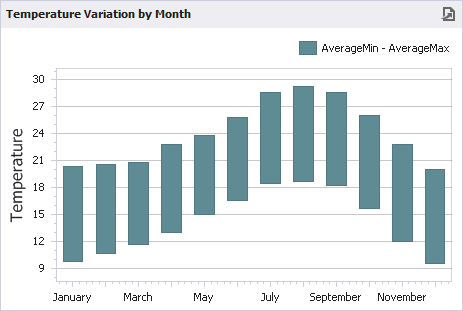 Temperature Variation by Month
AverageMin - AverageMax
Temperature
30
27
24
21
18
15
12
9
January March May July September November